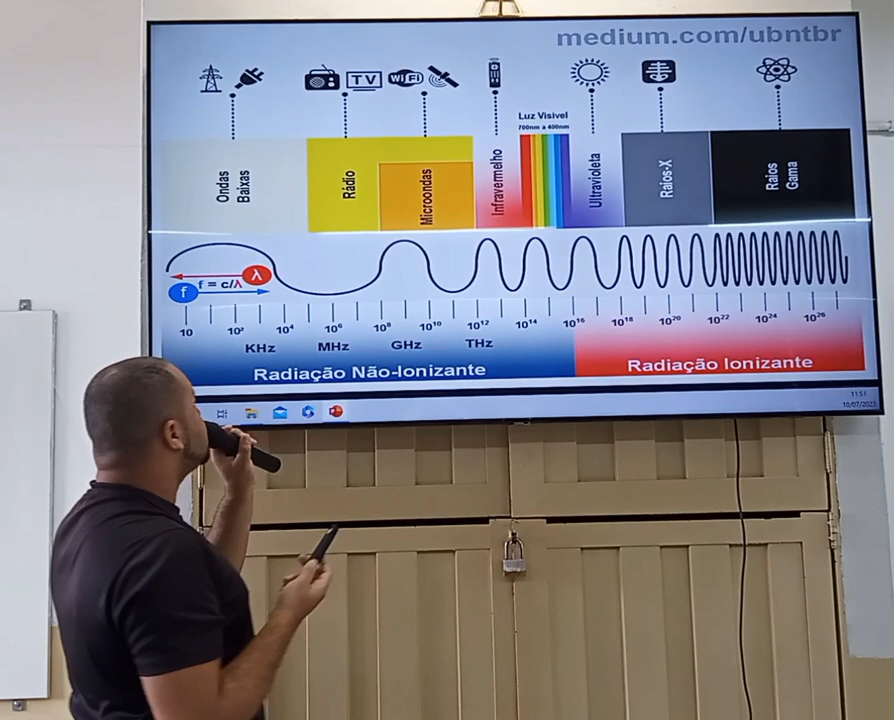 medium.com/ubntbr
TV
WiFi
Luz Visivel
700nm a 400nm
Ondas
Baixas
Rádio
Microondas
Infravermelho
Ultravioleta
Raios-X
Raios
Gama
λ
f
f = c/λ
10 10² 10⁴ 10⁶ 10⁸ 10¹⁰ 10¹² 10¹⁴ 10¹⁶ 10¹⁸ 10²⁰ 10²² 10²⁴ 10²⁶
KHz MHz GHz THz
Radiação Não-Ionizante
Radiação Ionizante
11:51
10/07/2023